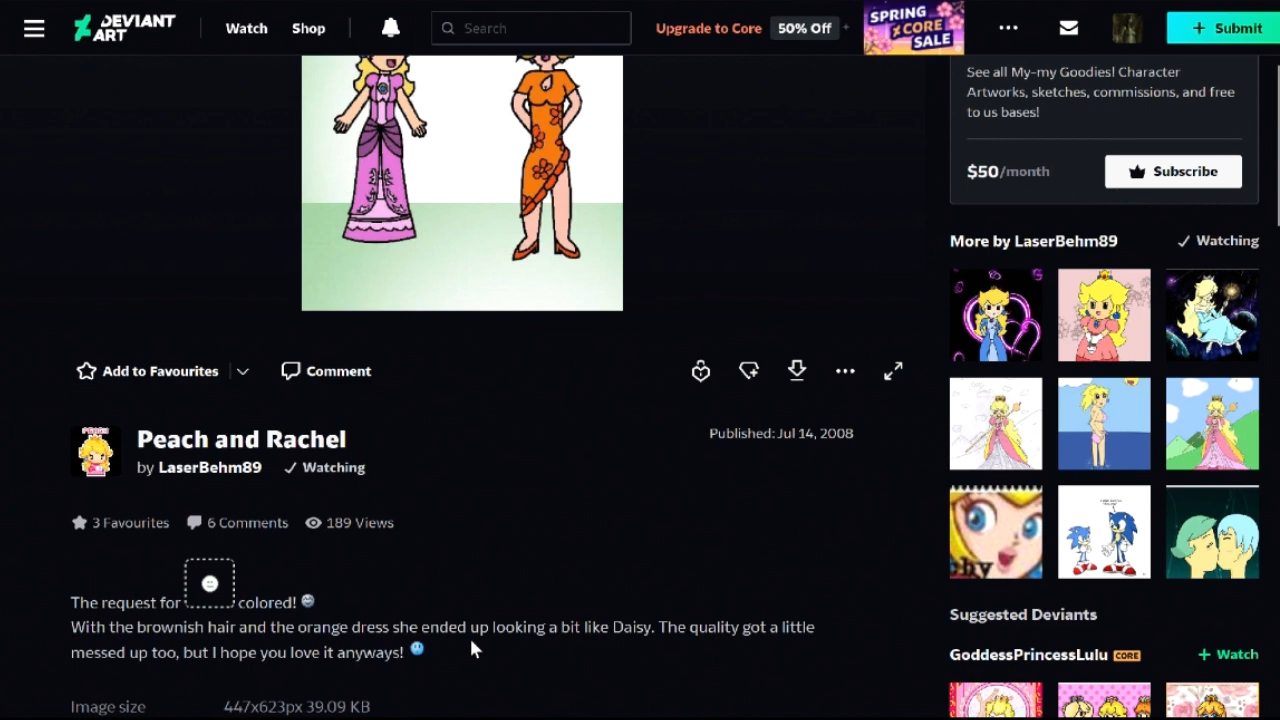 DEVIANT
ART
Watch
Shop
Search
Upgrade to Core
50% Off
SPRING
CORE
SALE
Submit
See all My-my Goodies! Character
Artworks, sketches, commissions, and free
to us bases!
$50/month
Subscribe
More by LaserBehm89
Watching
Add to Favourites
Comment
PEACH
Peach and Rachel
by LaserBehm89
Watching
Published: Jul 14, 2008
3 Favourites
6 Comments
189 Views
The request for colored!
With the brownish hair and the orange dress she ended up looking a bit like Daisy. The quality got a little
messed up too, but I hope you love it anyways!
Image size
447x623px 39.09 KB
Suggested Deviants
GoddessPrincessLulu CORE
+ Watch